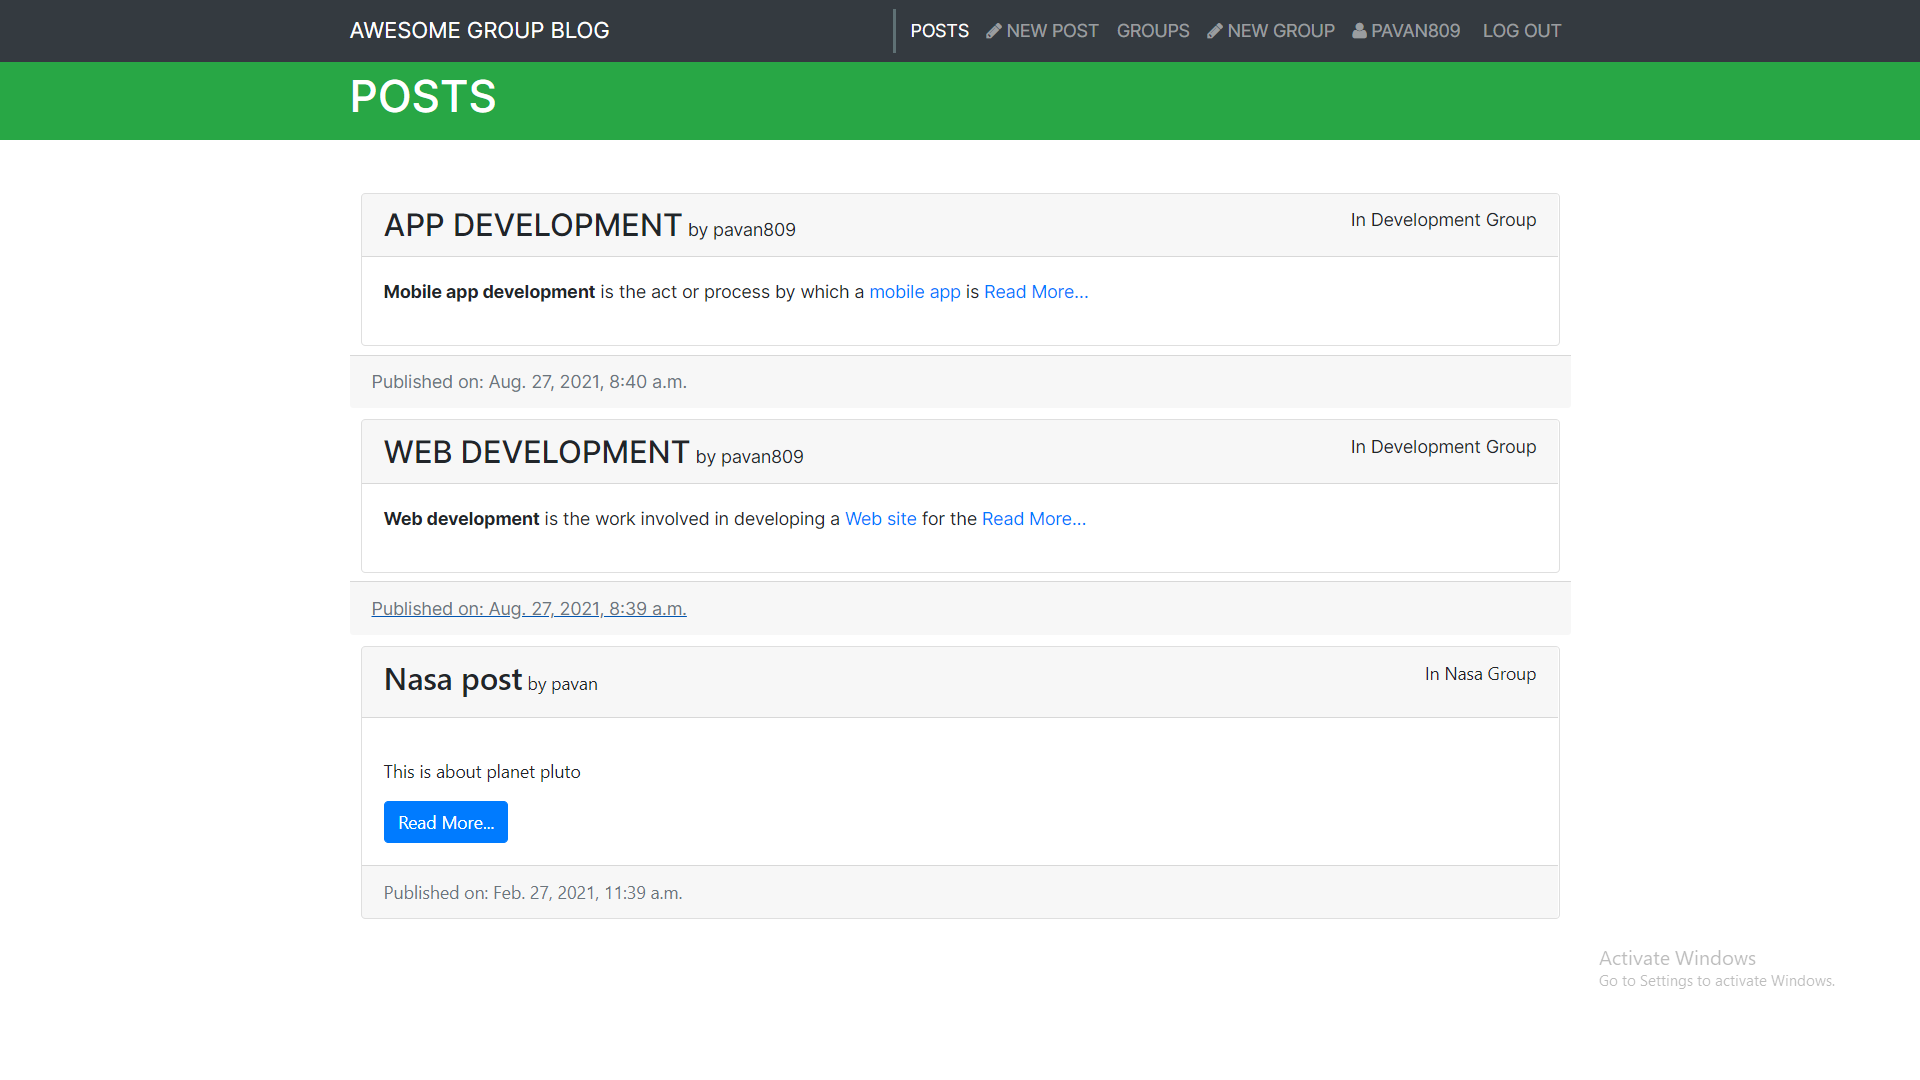 AWESOME GROUP BLOG
POSTS NEW POST GROUPS NEW GROUP PAVAN809 LOG OUT
POSTS
APP DEVELOPMENT by pavan809
In Development Group
Mobile app development is the act or process by which a mobile app is Read More...
Published on: Aug. 27, 2021, 8:40 a.m.
WEB DEVELOPMENT by pavan809
In Development Group
Web development is the work involved in developing a Web site for the Read More...
Published on: Aug. 27, 2021, 8:39 a.m.
Nasa post by pavan
In Nasa Group
This is about planet pluto
Read More...
Published on: Feb. 27, 2021, 11:39 a.m.
Activate Windows
Go to Settings to activate Windows.